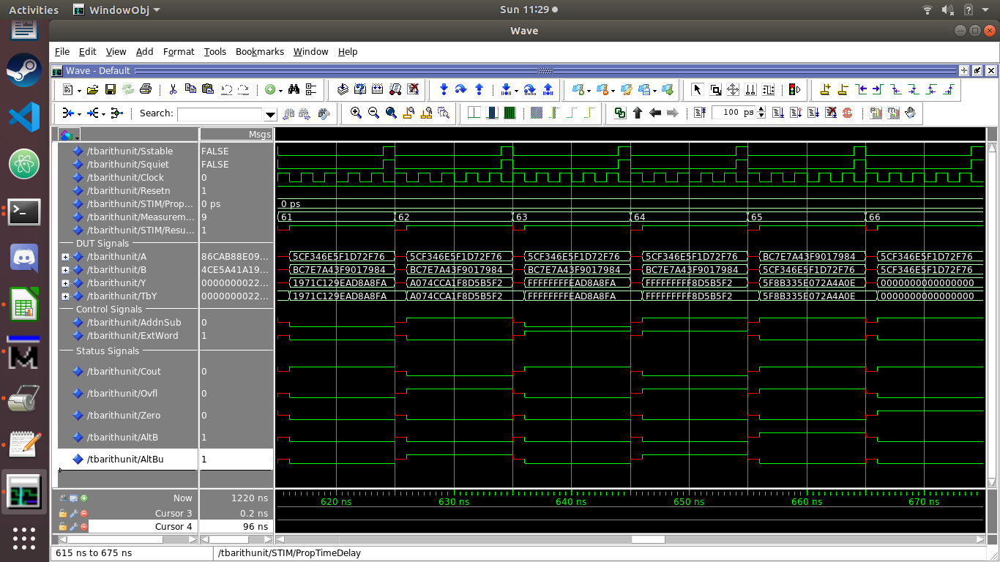 Activities WindowObj Sun 11:29
Wave
File Edit View Add Format Tools Bookmarks Window Help
Wave - Default
Search: 100 ps
Msgs
/tbarithunit/Sstable FALSE
/tbarithunit/Squiet FALSE
/tbarithunit/Clock 0
/tbarithunit/Resetn 1
/tbarithunit/STIM/Prop... 0 ps 0 ps
/tbarithunit/Measurem... 9 61 62 63 64 65 66
/tbarithunit/STIM/Resu... 1
DUT Signals
/tbarithunit/A 86CAB88E09... 5CF346E5F1D72F76 5CF346E5F1D72F76 5CF346E5F1D72F76 5CF346E5F1D72F76 BC7E7A43F9017984 5CF346E5F1D72F76
/tbarithunit/B 4CE5A41A19... BC7E7A43F9017984 BC7E7A43F9017984 BC7E7A43F9017984 BC7E7A43F9017984 5CF346E5F1D72F76 5CF346E5F1D72F76
/tbarithunit/Y 0000000022... 1971C129EAD8A8FA A074CCA1F8D5B5F2 FFFFFFFFEAD8A8FA FFFFFFFFF8D5B5F2 5F8B335E072A4A0E 0000000000000000
/tbarithunit/TbY 0000000022... 1971C129EAD8A8FA A074CCA1F8D5B5F2 FFFFFFFFEAD8A8FA FFFFFFFFF8D5B5F2 5F8B335E072A4A0E 0000000000000000
Control Signals
/tbarithunit/AddnSub 0
/tbarithunit/ExtWord 1
Status Signals
/tbarithunit/Cout 0
/tbarithunit/Ovfl 0
/tbarithunit/Zero 0
/tbarithunit/AltB 1
/tbarithunit/AltBu 1
Now 1220 ns 620 ns 630 ns 640 ns 650 ns 660 ns 670 ns
Cursor 3 0.2 ns
Cursor 4 96 ns
615 ns to 675 ns /tbarithunit/STIM/PropTimeDelay